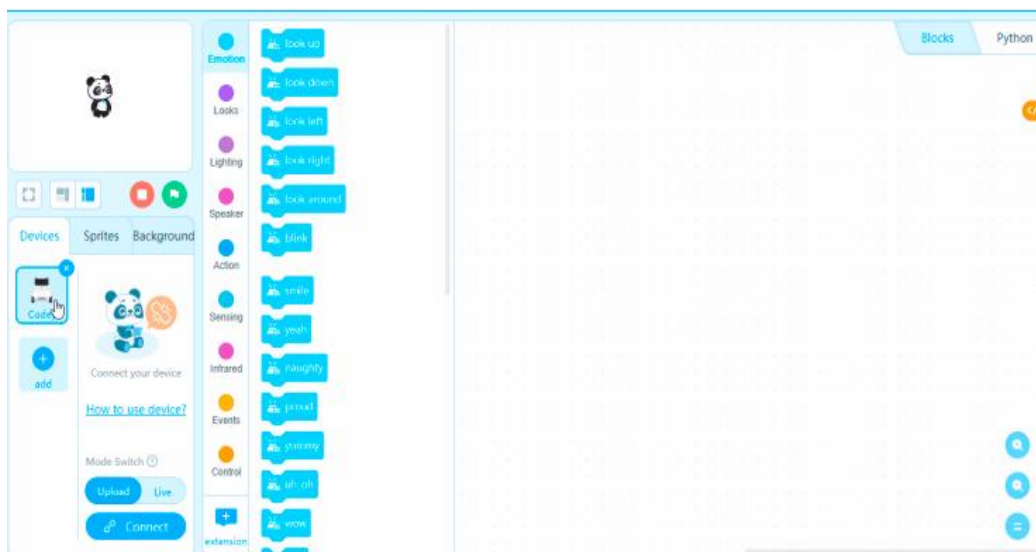 Blocks
Python
Emotion
Looks
Lighting
Speaker
Action
Sensing
Infrared
Events
Control
extension
look up
look down
look left
look right
look around
blink
smile
yeah
naughty
proud
yummy
uh oh
wow
Devices
Sprites
Background
Codey
add
Connect your device
How to use device?
Mode Switch
Upload
Live
Connect